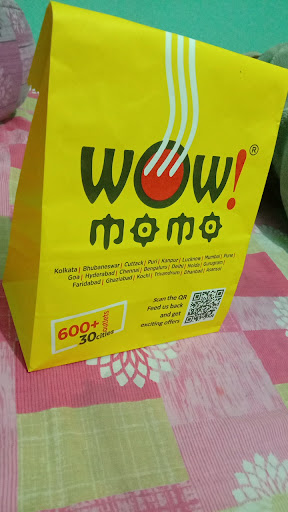 WOW! ®
momo
Kolkata | Bhubaneswar | Cuttack | Puri | Kanpur | Lucknow | Mumbai | Pune |
Goa | Hyderabad | Chennai | Bengaluru | Delhi | Noida | Gurugram |
Faridabad | Ghaziabad | Kochi | Trivandrum | Dhanbad | Asansol
600+ outlets
30 cities
Scan the QR
Feed us back
and get
exciting offers